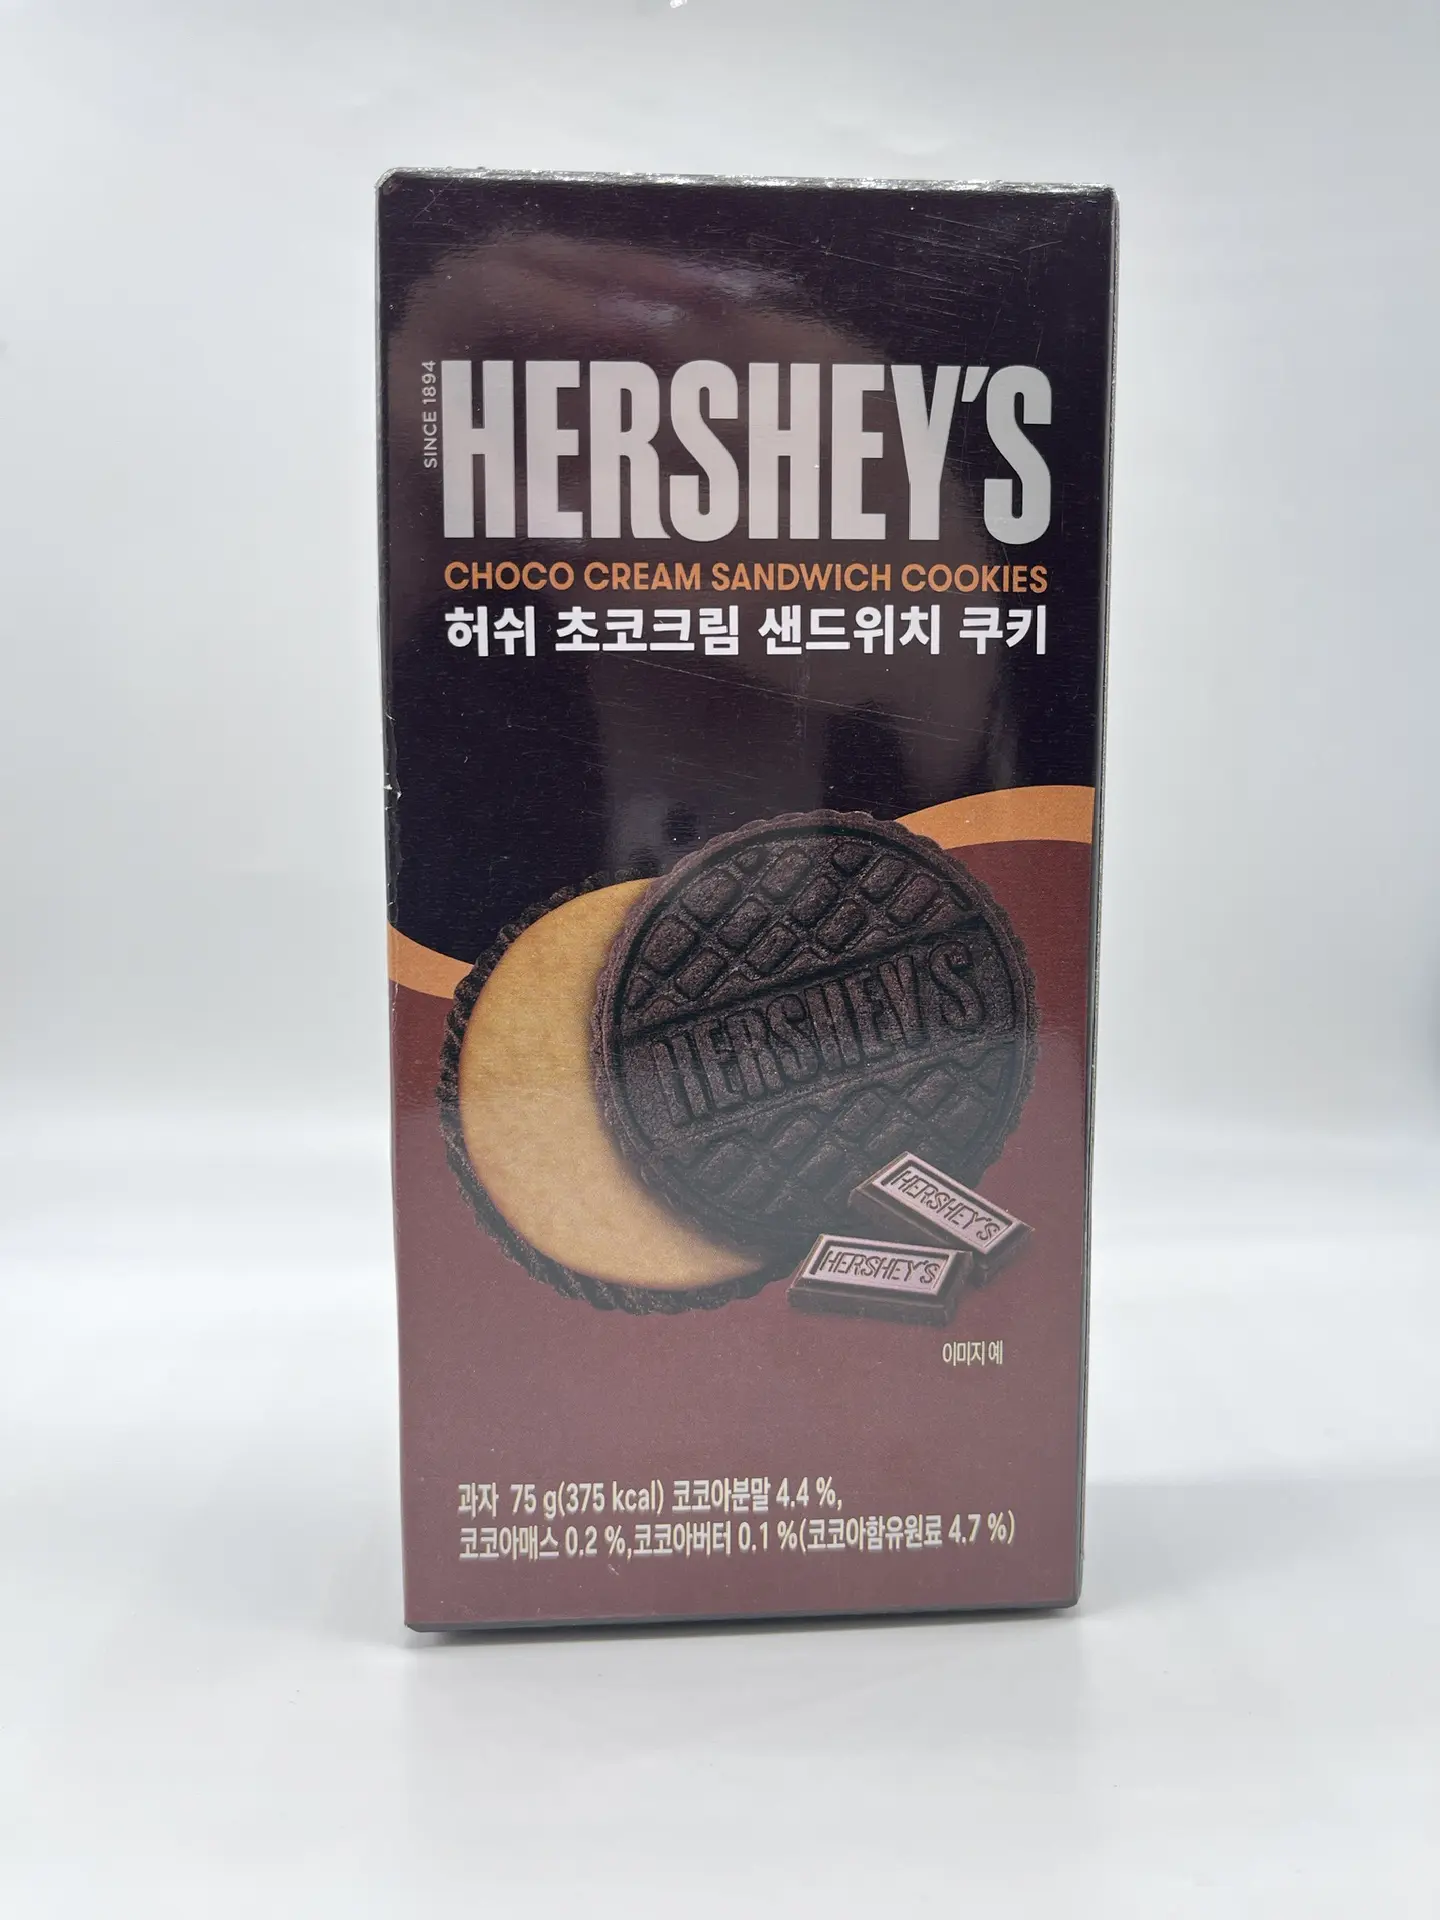 SINCE 1894
HERSHEY'S
CHOCO CREAM SANDWICH COOKIES
허쉬 초코크림 샌드위치 쿠키
HERSHEY'S
HERSHEY'S
HERSHEY'S
이미지 예
과자 75 g(375 kcal) 코코아분말 4.4 %,
코코아매스 0.2 %,코코아버터 0.1 %(코코아함유원료 4.7 %)